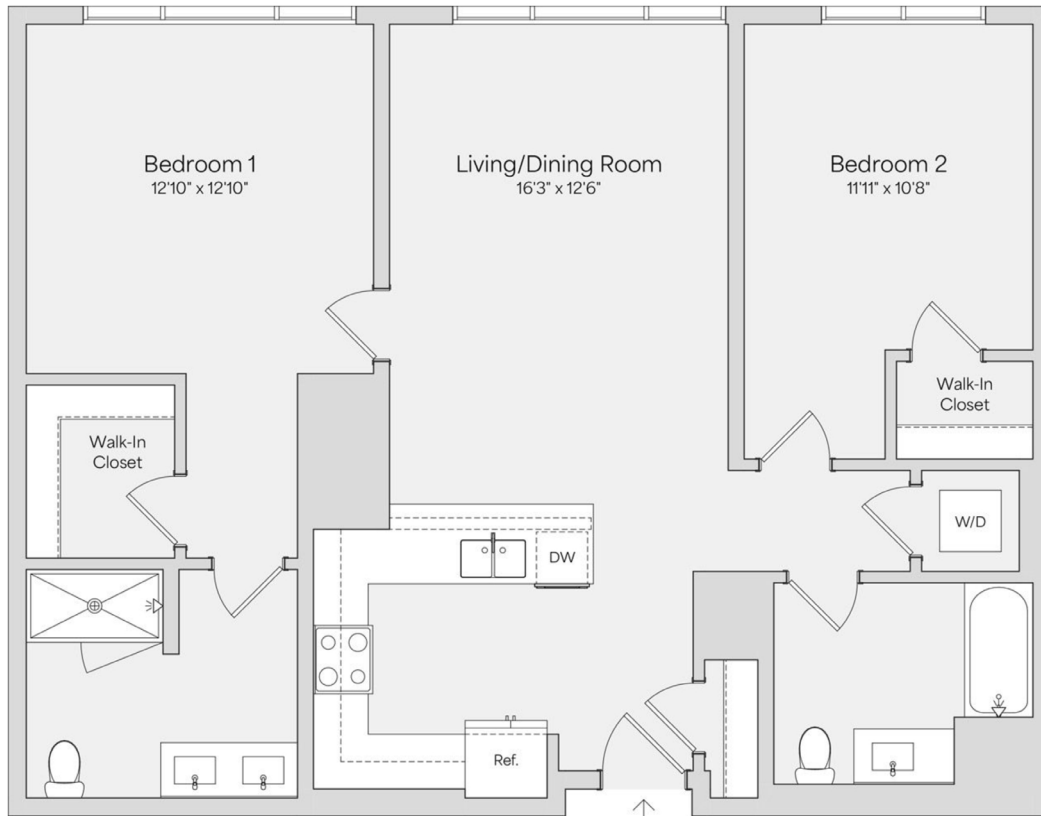 Bedroom 1
12'10" x 12'10"
Living/Dining Room
16'3" x 12'6"
Bedroom 2
11'11" x 10'8"
Walk-In
Closet
Walk-In
Closet
W/D
DW
Ref.